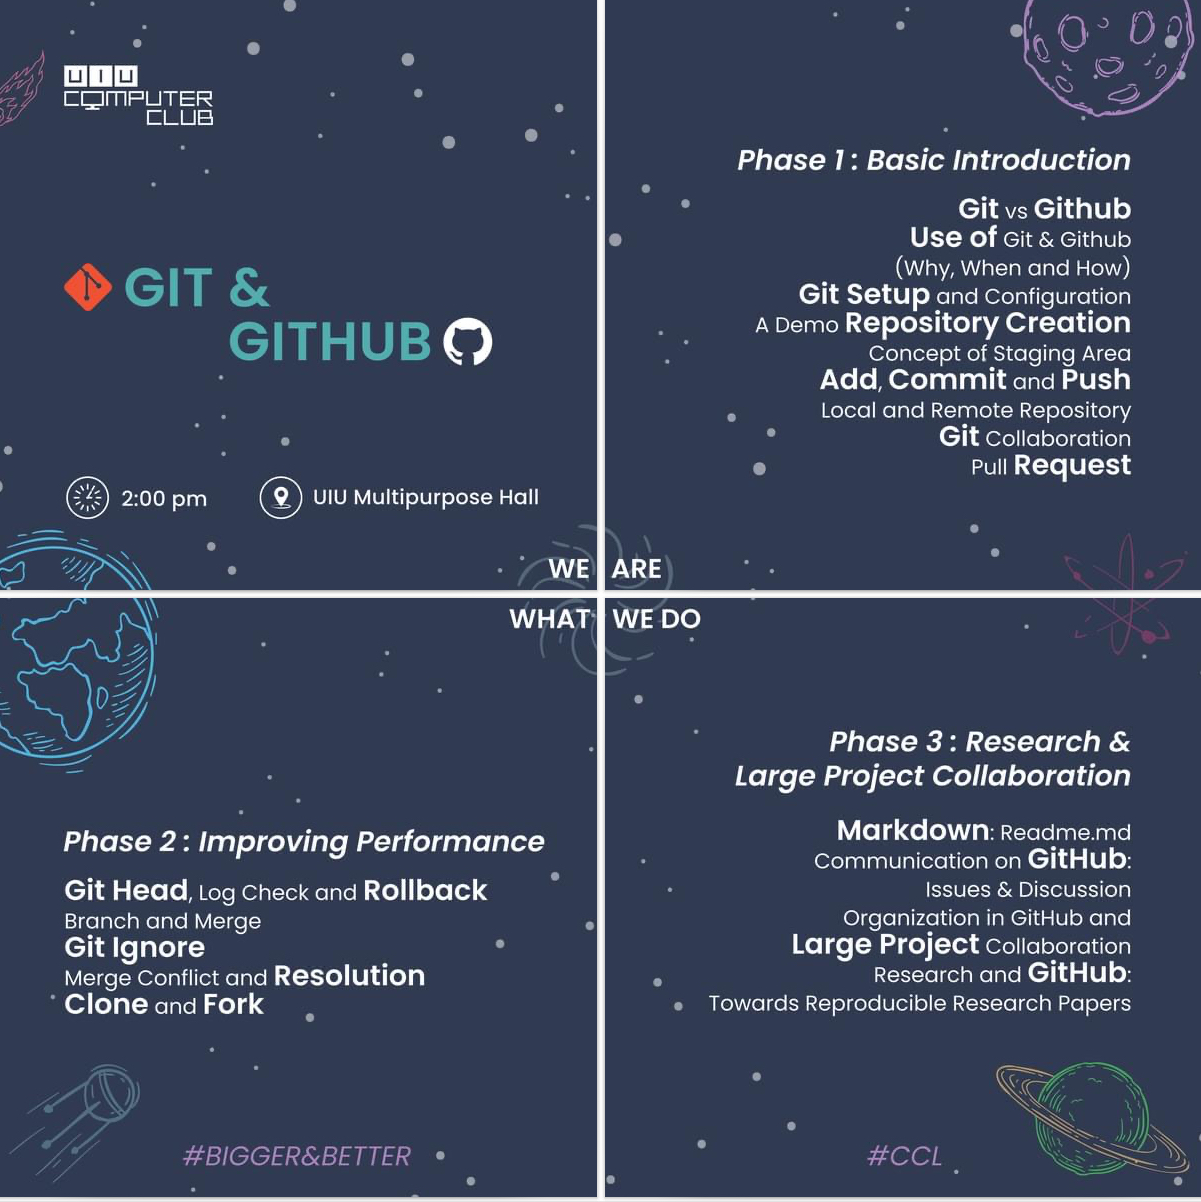 UIU
COMPUTER
CLUB
GIT &
GITHUB
2:00 pm
UIU Multipurpose Hall
Phase 1 : Basic Introduction
Git vs Github
Use of Git & Github
(Why, When and How)
Git Setup and Configuration
A Demo Repository Creation
Concept of Staging Area
Add, Commit and Push
Local and Remote Repository
Git Collaboration
Pull Request
WE ARE
WHAT WE DO
Phase 2 : Improving Performance
Git Head, Log Check and Rollback
Branch and Merge
Git Ignore
Merge Conflict and Resolution
Clone and Fork
#BIGGER&BETTER
Phase 3 : Research &
Large Project Collaboration
Markdown: Readme.md
Communication on GitHub:
Issues & Discussion
Organization in GitHub and
Large Project Collaboration
Research and GitHub:
Towards Reproducible Research Papers
#CCL